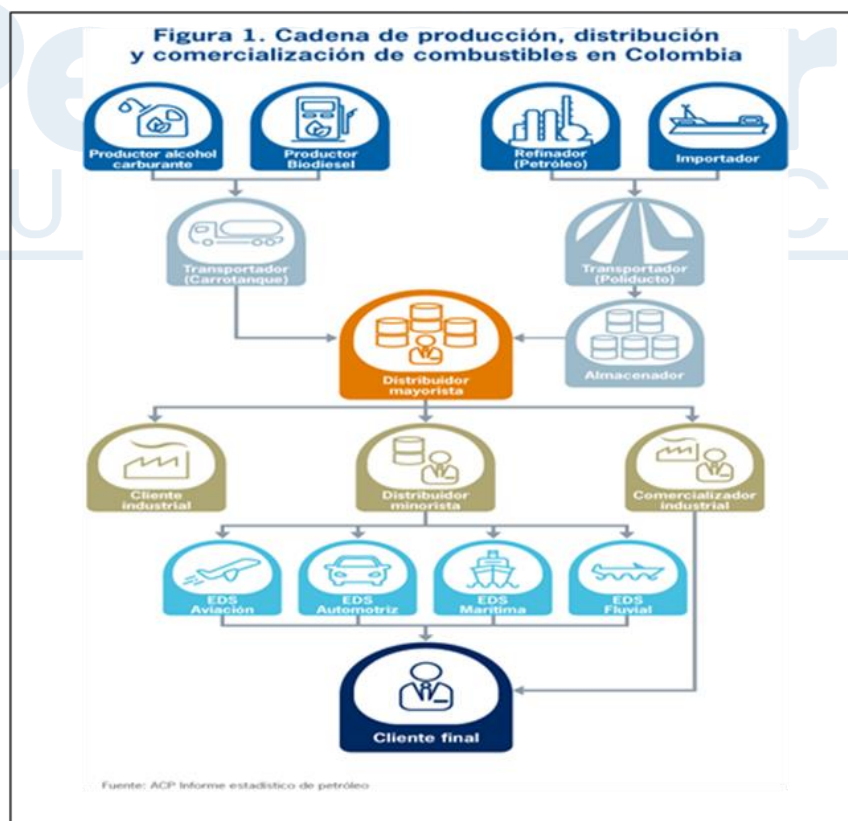 Figura 1. Cadena de producción, distribución
y comercialización de combustibles en Colombia
Productor alcohol
carburante
Productor
Biodiesel
Refinador
(Petróleo)
Importador
Transportador
(Carrotanque)
Transportador
(Poliducto)
Distribuidor
mayorista
Almacenador
Cliente
industrial
Distribuidor
minorista
Comercializador
industrial
EDS
Aviación
EDS
Automotriz
EDS
Marítima
EDS
Fluvial
Cliente final
Fuente: ACP Informe estadístico de petróleo